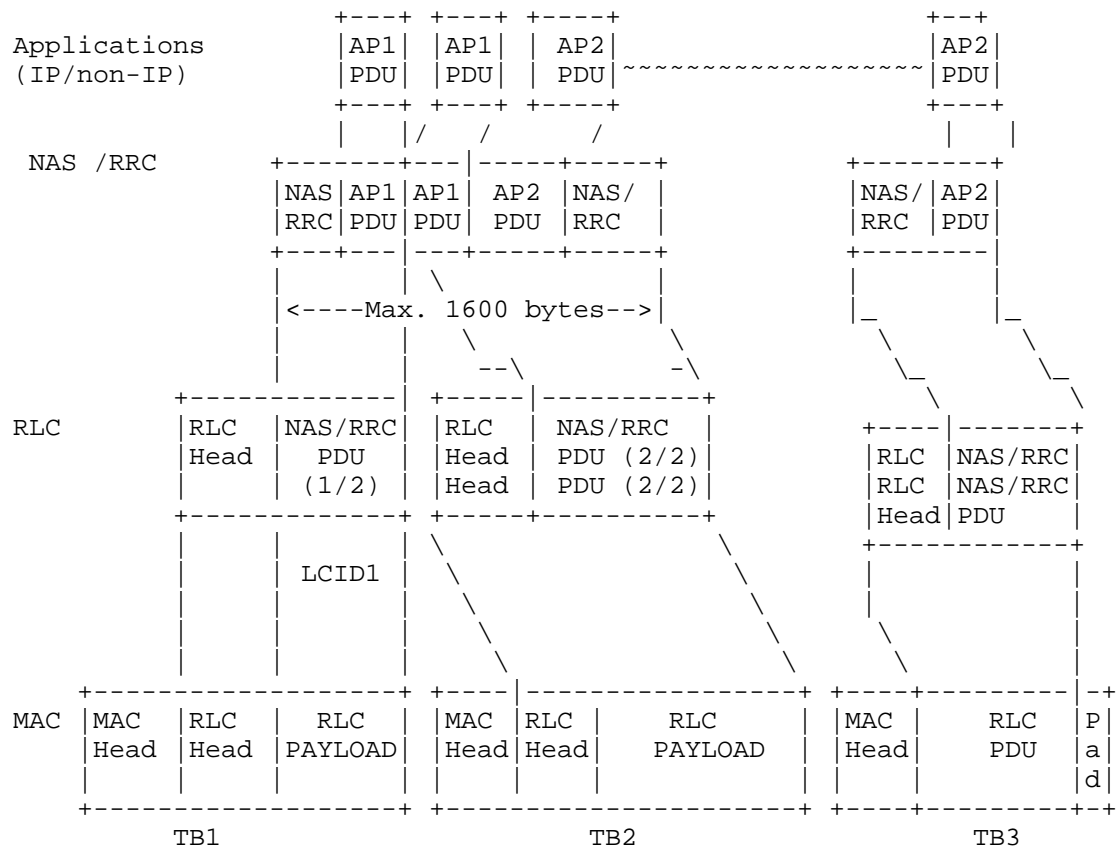 Applications |AP1| |AP1| | AP2| |AP2|
(IP/non-IP) |PDU| |PDU| | PDU|~~~~~~~~~~~~~~~~~~~|PDU|
NAS /RRC
|NAS|AP1|AP1| AP2 |NAS/ | |NAS/|AP2|
|RRC|PDU|PDU| PDU |RRC | |RRC |PDU|
|<----Max. 1600 bytes-->|
RLC |RLC |NAS/RRC| |RLC | NAS/RRC | |RLC |NAS/RRC|
|Head | PDU | |Head | PDU (2/2)| |RLC |NAS/RRC|
| | (1/2) | |Head | PDU (2/2)| |Head|PDU |
| | LCID1 |
MAC |MAC |RLC | RLC | |MAC |RLC | RLC | |MAC | RLC |P|
|Head |Head |PAYLOAD| |Head|Head| PAYLOAD | |Head| PDU |a|
|d|
TB1 TB2 TB3